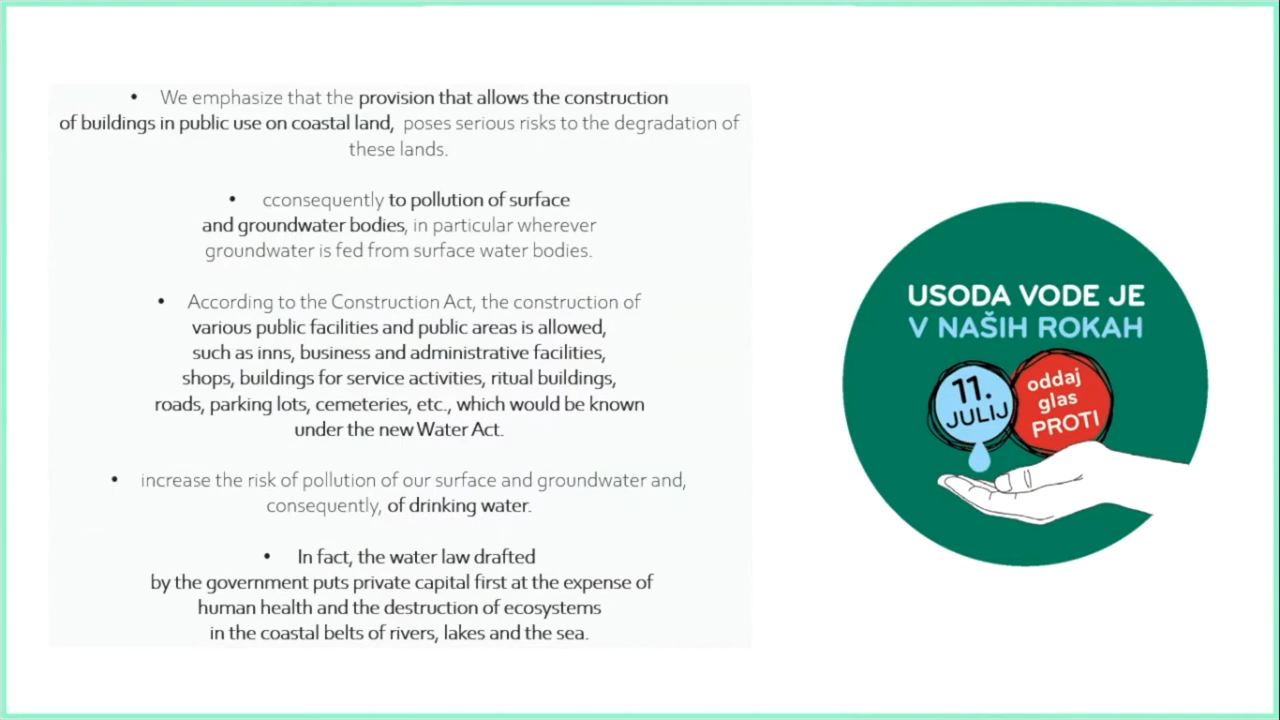 • We emphasize that the provision that allows the construction
of buildings in public use on coastal land, poses serious risks to the degradation of
these lands.
• cconsequently to pollution of surface
and groundwater bodies, in particular wherever
groundwater is fed from surface water bodies.
• According to the Construction Act, the construction of
various public facilities and public areas is allowed,
such as inns, business and administrative facilities,
shops, buildings for service activities, ritual buildings,
roads, parking lots, cemeteries, etc., which would be known
under the new Water Act.
• increase the risk of pollution of our surface and groundwater and,
consequently, of drinking water.
• In fact, the water law drafted
by the government puts private capital first at the expense of
human health and the destruction of ecosystems
in the coastal belts of rivers, lakes and the sea.
USODA VODE JE
V NAŠIH ROKAH
11.
JULIJ
oddaj
glas
PROTI